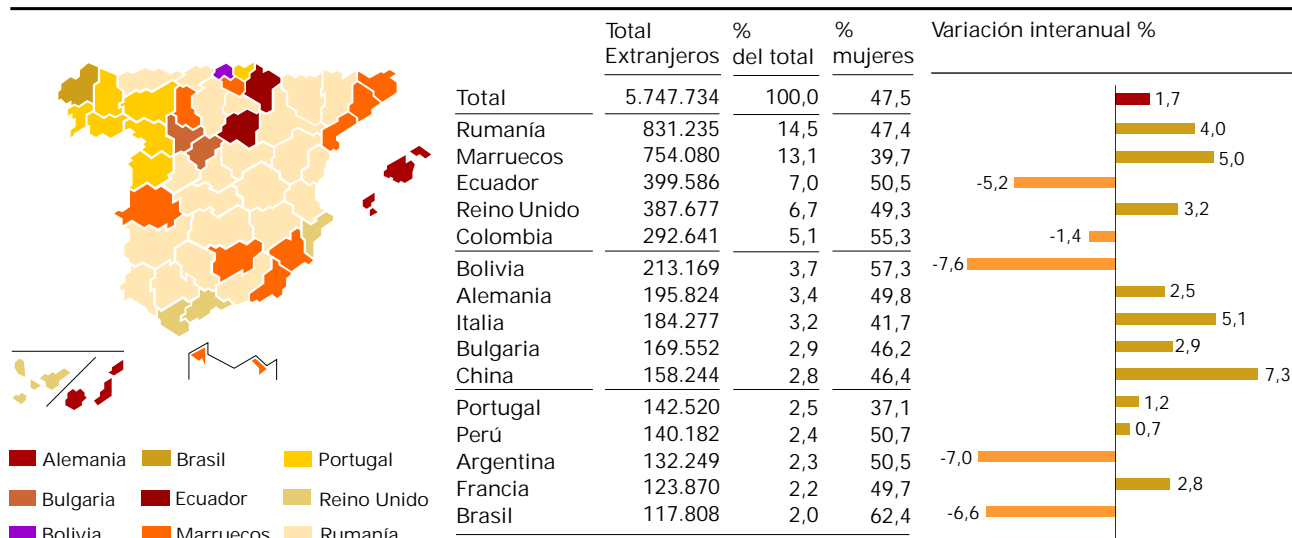 Total % % Variación interanual %
Extranjeros del total mujeres
Total 5.747.734 100,0 47,5 1,7
Rumanía 831.235 14,5 47,4 4,0
Marruecos 754.080 13,1 39,7 5,0
Ecuador 399.586 7,0 50,5 -5,2
Reino Unido 387.677 6,7 49,3 3,2
Colombia 292.641 5,1 55,3 -1,4
Bolivia 213.169 3,7 57,3 -7,6
Alemania 195.824 3,4 49,8 2,5
Italia 184.277 3,2 41,7 5,1
Bulgaria 169.552 2,9 46,2 2,9
China 158.244 2,8 46,4 7,3
Portugal 142.520 2,5 37,1 1,2
Perú 140.182 2,4 50,7 0,7
Argentina 132.249 2,3 50,5 -7,0
Francia 123.870 2,2 49,7 2,8
Brasil 117.808 2,0 62,4 -6,6
Alemania Brasil Portugal
Bulgaria Ecuador Reino Unido
Bolivia Marruecos Rumanía